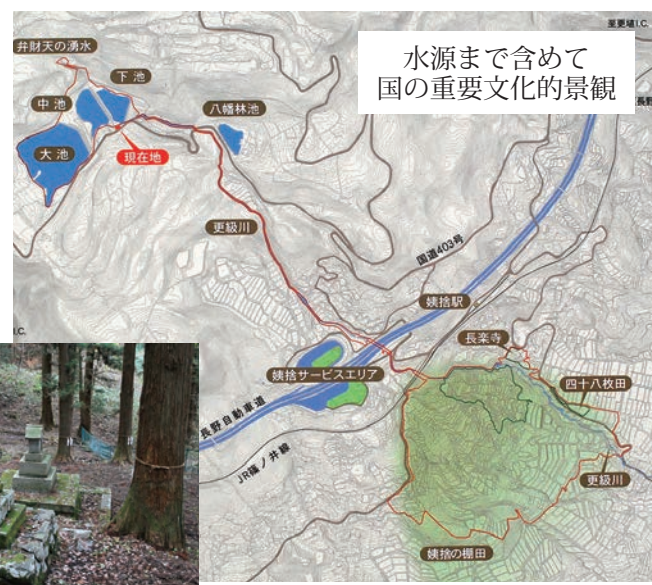 水源まで含めて
国の重要文化的景観
弁財天の湧水
下池
中池
八幡林池
大池
現在地
更級川
国道403号
姨捨駅
長楽寺
姨捨サービスエリア
四十八枚田
長野自動車道
JR篠ノ井線
更級川
姨捨の棚田
I.C.